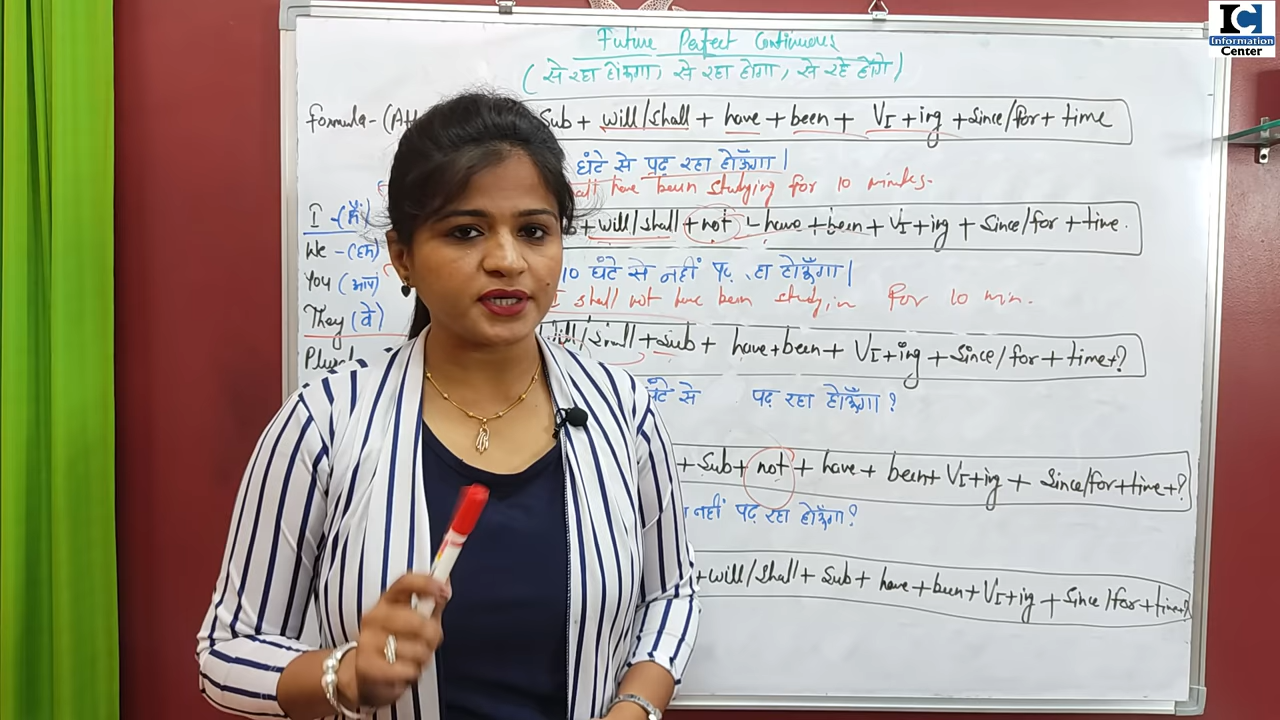 IC
Information
Center
Future Perfect Continuous
(से रहा होऊंगा, से रहा होगा, से रहे होंगे)
Formula - Sub + will/shall + have + been + VI + ing + Since/for + time
घंटे से पढ़ रहा होऊँगा।
have been studying for 10 minutes.
I - (मैं) + will/shall + not + have + been + VI + ing + Since/for + time.
We - (हम)
10 घंटे से नहीं होऊँगा।
You (आप)
I shall not have been for 10 min.
They (वे) + Sub + have + been + VI + ing + Since/for + time + ?
से पढ़ रहा होऊँगा?
+ Sub + not + have + been + VI + ing + Since/for + time + ?
नहीं पढ़ रहा होऊँगा?
+ will/shall + Sub + have + been + VI + ing + Since/for + time + ?